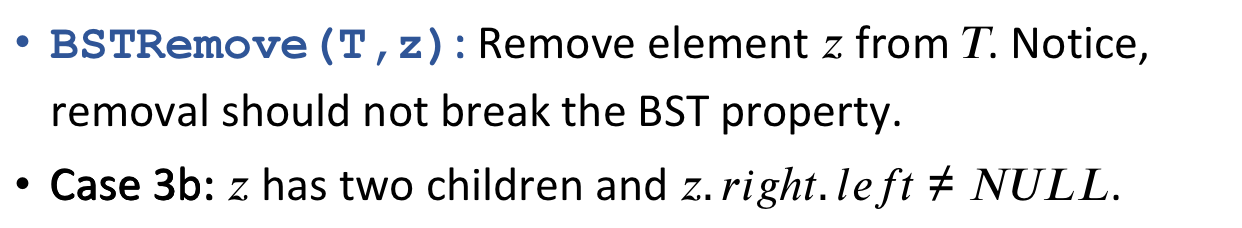 • BSTRemove(T,z): Remove element z from T. Notice,
removal should not break the BST property.
• Case 3b: z has two children and z.right.left ≠ NULL.